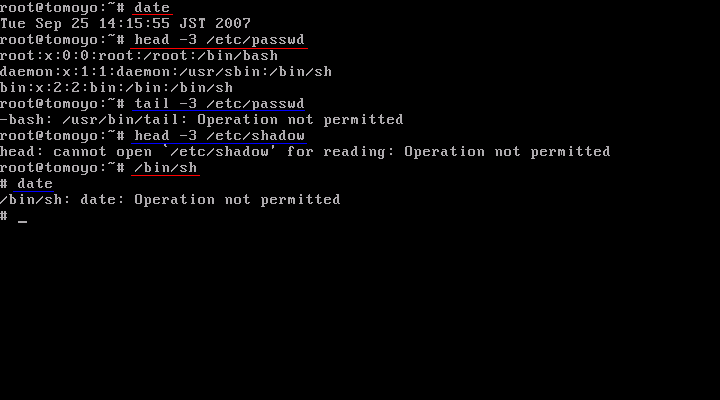 root@tomoyo:~# date
Tue Sep 25 14:15:55 JST 2007
root@tomoyo:~# head -3 /etc/passwd
root:x:0:0:root:/root:/bin/bash
daemon:x:1:1:daemon:/usr/sbin:/bin/sh
bin:x:2:2:bin:/bin:/bin/sh
root@tomoyo:~# tail -3 /etc/passwd
-bash: /usr/bin/tail: Operation not permitted
root@tomoyo:~# head -3 /etc/shadow
head: cannot open `/etc/shadow' for reading: Operation not permitted
root@tomoyo:~# /bin/sh
# date
/bin/sh: date: Operation not permitted
# _